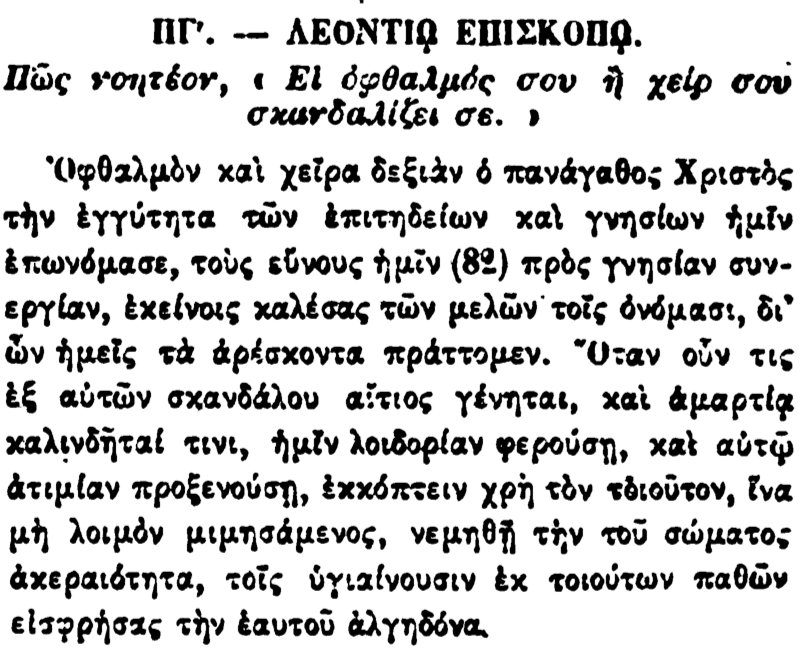 ΠΓʹ. — ΛΕΟΝΤΙΩ ΕΠΙΣΚΟΠΩ.
Πῶς νοητέον, « Εἰ ὀφθαλμός σου ἢ χείρ σου
σκανδαλίζει σε. »
Ὀφθαλμὸν καὶ χεῖρα δεξιὰν ὁ πανάγαθος Χριστὸς
τὴν ἐγγύτητα τῶν ἐπιτηδείων καὶ γνησίων ἡμῖν
ἐπωνόμασε, τοὺς εὔνους ἡμῖν (82) πρὸς γνησίαν συν-
εργίαν, ἐκείνοις καλέσας τῶν μελῶν τοῖς ὀνόμασι, δι'
ὧν ἡμεῖς τὰ ἀρέσκοντα πράττομεν. Ὅταν οὖν τις
ἐξ αὐτῶν σκανδάλου αἴτιος γένηται, καὶ ἁμαρτίᾳ
καλινδῆταί τινι, ἡμῖν λοιδορίαν φερούσῃ, καὶ αὐτῷ
ἀτιμίαν προξενούσῃ, ἐκκόπτειν χρὴ τὸν τοιοῦτον, ἵνα
μὴ λοιμὸν μιμησάμενος, νεμηθῇ τὴν τοῦ σώματος
ἀκεραιότητα, τοῖς ὑγιαίνουσιν ἐκ τοιούτων παθῶν
εἰσφρήσας τὴν ἑαυτοῦ ἀλγηδόνα.